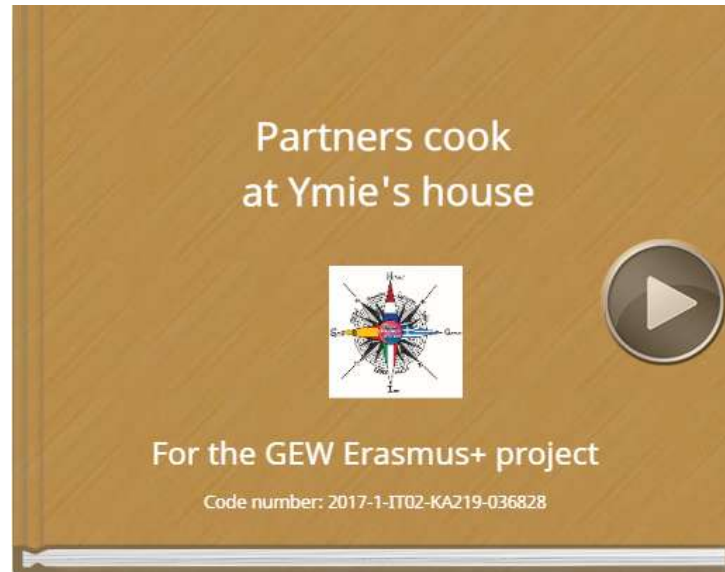 Partners cook
at Ymie's house
For the GEW Erasmus+ project
Code number: 2017-1-IT02-KA219-036828